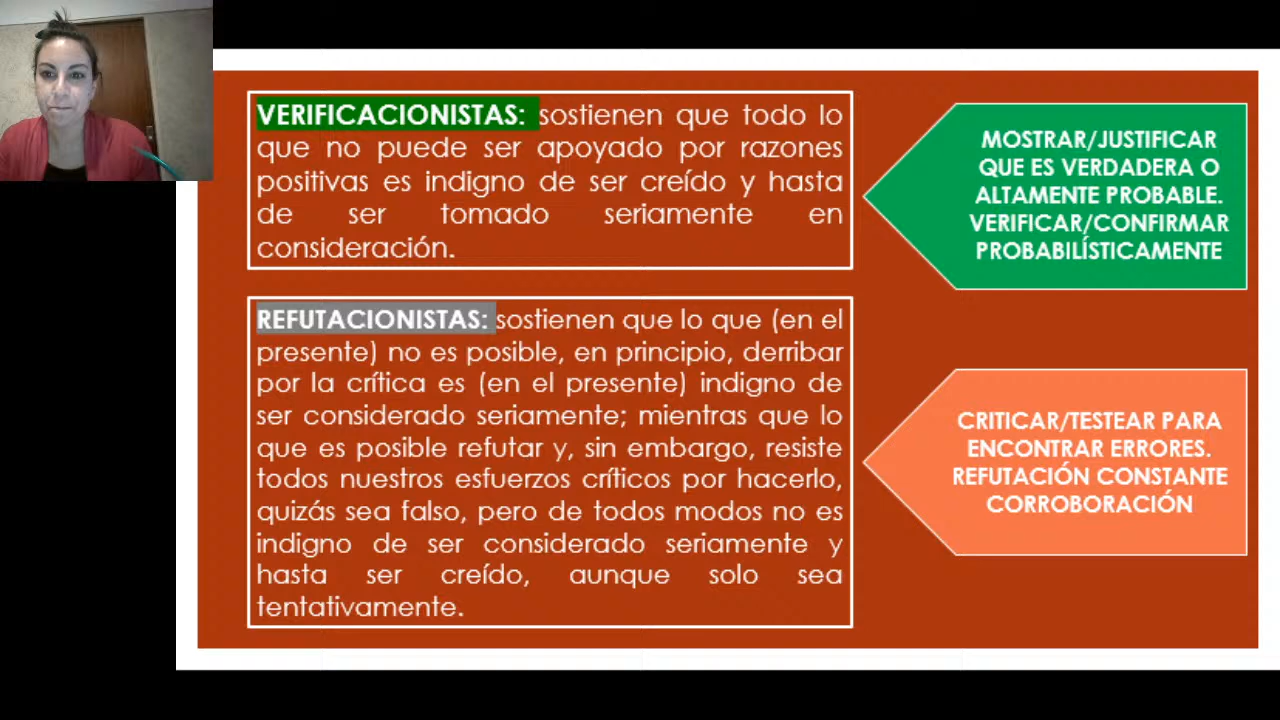 VERIFICACIONISTAS: sostienen que todo lo
que no puede ser apoyado por razones
positivas es indigno de ser creído y hasta
de ser tomado seriamente en
consideración.
MOSTRAR/JUSTIFICAR
QUE ES VERDADERA O
ALTAMENTE PROBABLE.
VERIFICAR/CONFIRMAR
PROBABILÍSTICAMENTE
REFUTACIONISTAS: sostienen que lo que (en el
presente) no es posible, en principio, derribar
por la crítica es (en el presente) indigno de
ser considerado seriamente; mientras que lo
que es posible refutar y, sin embargo, resiste
todos nuestros esfuerzos críticos por hacerlo,
quizás sea falso, pero de todos modos no es
indigno de ser considerado seriamente y
hasta ser creído, aunque solo sea
tentativamente.
CRITICAR/TESTEAR PARA
ENCONTRAR ERRORES.
REFUTACIÓN CONSTANTE
CORROBORACIÓN